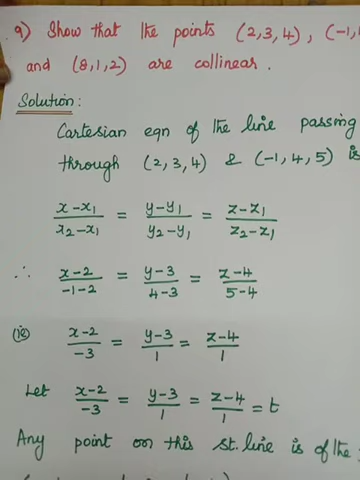 9) Show that the points (2,3,4), (-1,4
and (8,1,2) are collinear.
Solution:
Cartesian eqn of the line passing
through (2,3,4) & (-1,4,5) is
x-x₁ / x₂-x₁ = y-y₁ / y₂-y₁ = z-z₁ / z₂-z₁
∴ x-2 / -1-2 = y-3 / 4-3 = z-4 / 5-4
(ie) x-2 / -3 = y-3 / 1 = z-4 / 1
Let x-2 / -3 = y-3 / 1 = z-4 / 1 = t
Any point on this st. line is of the